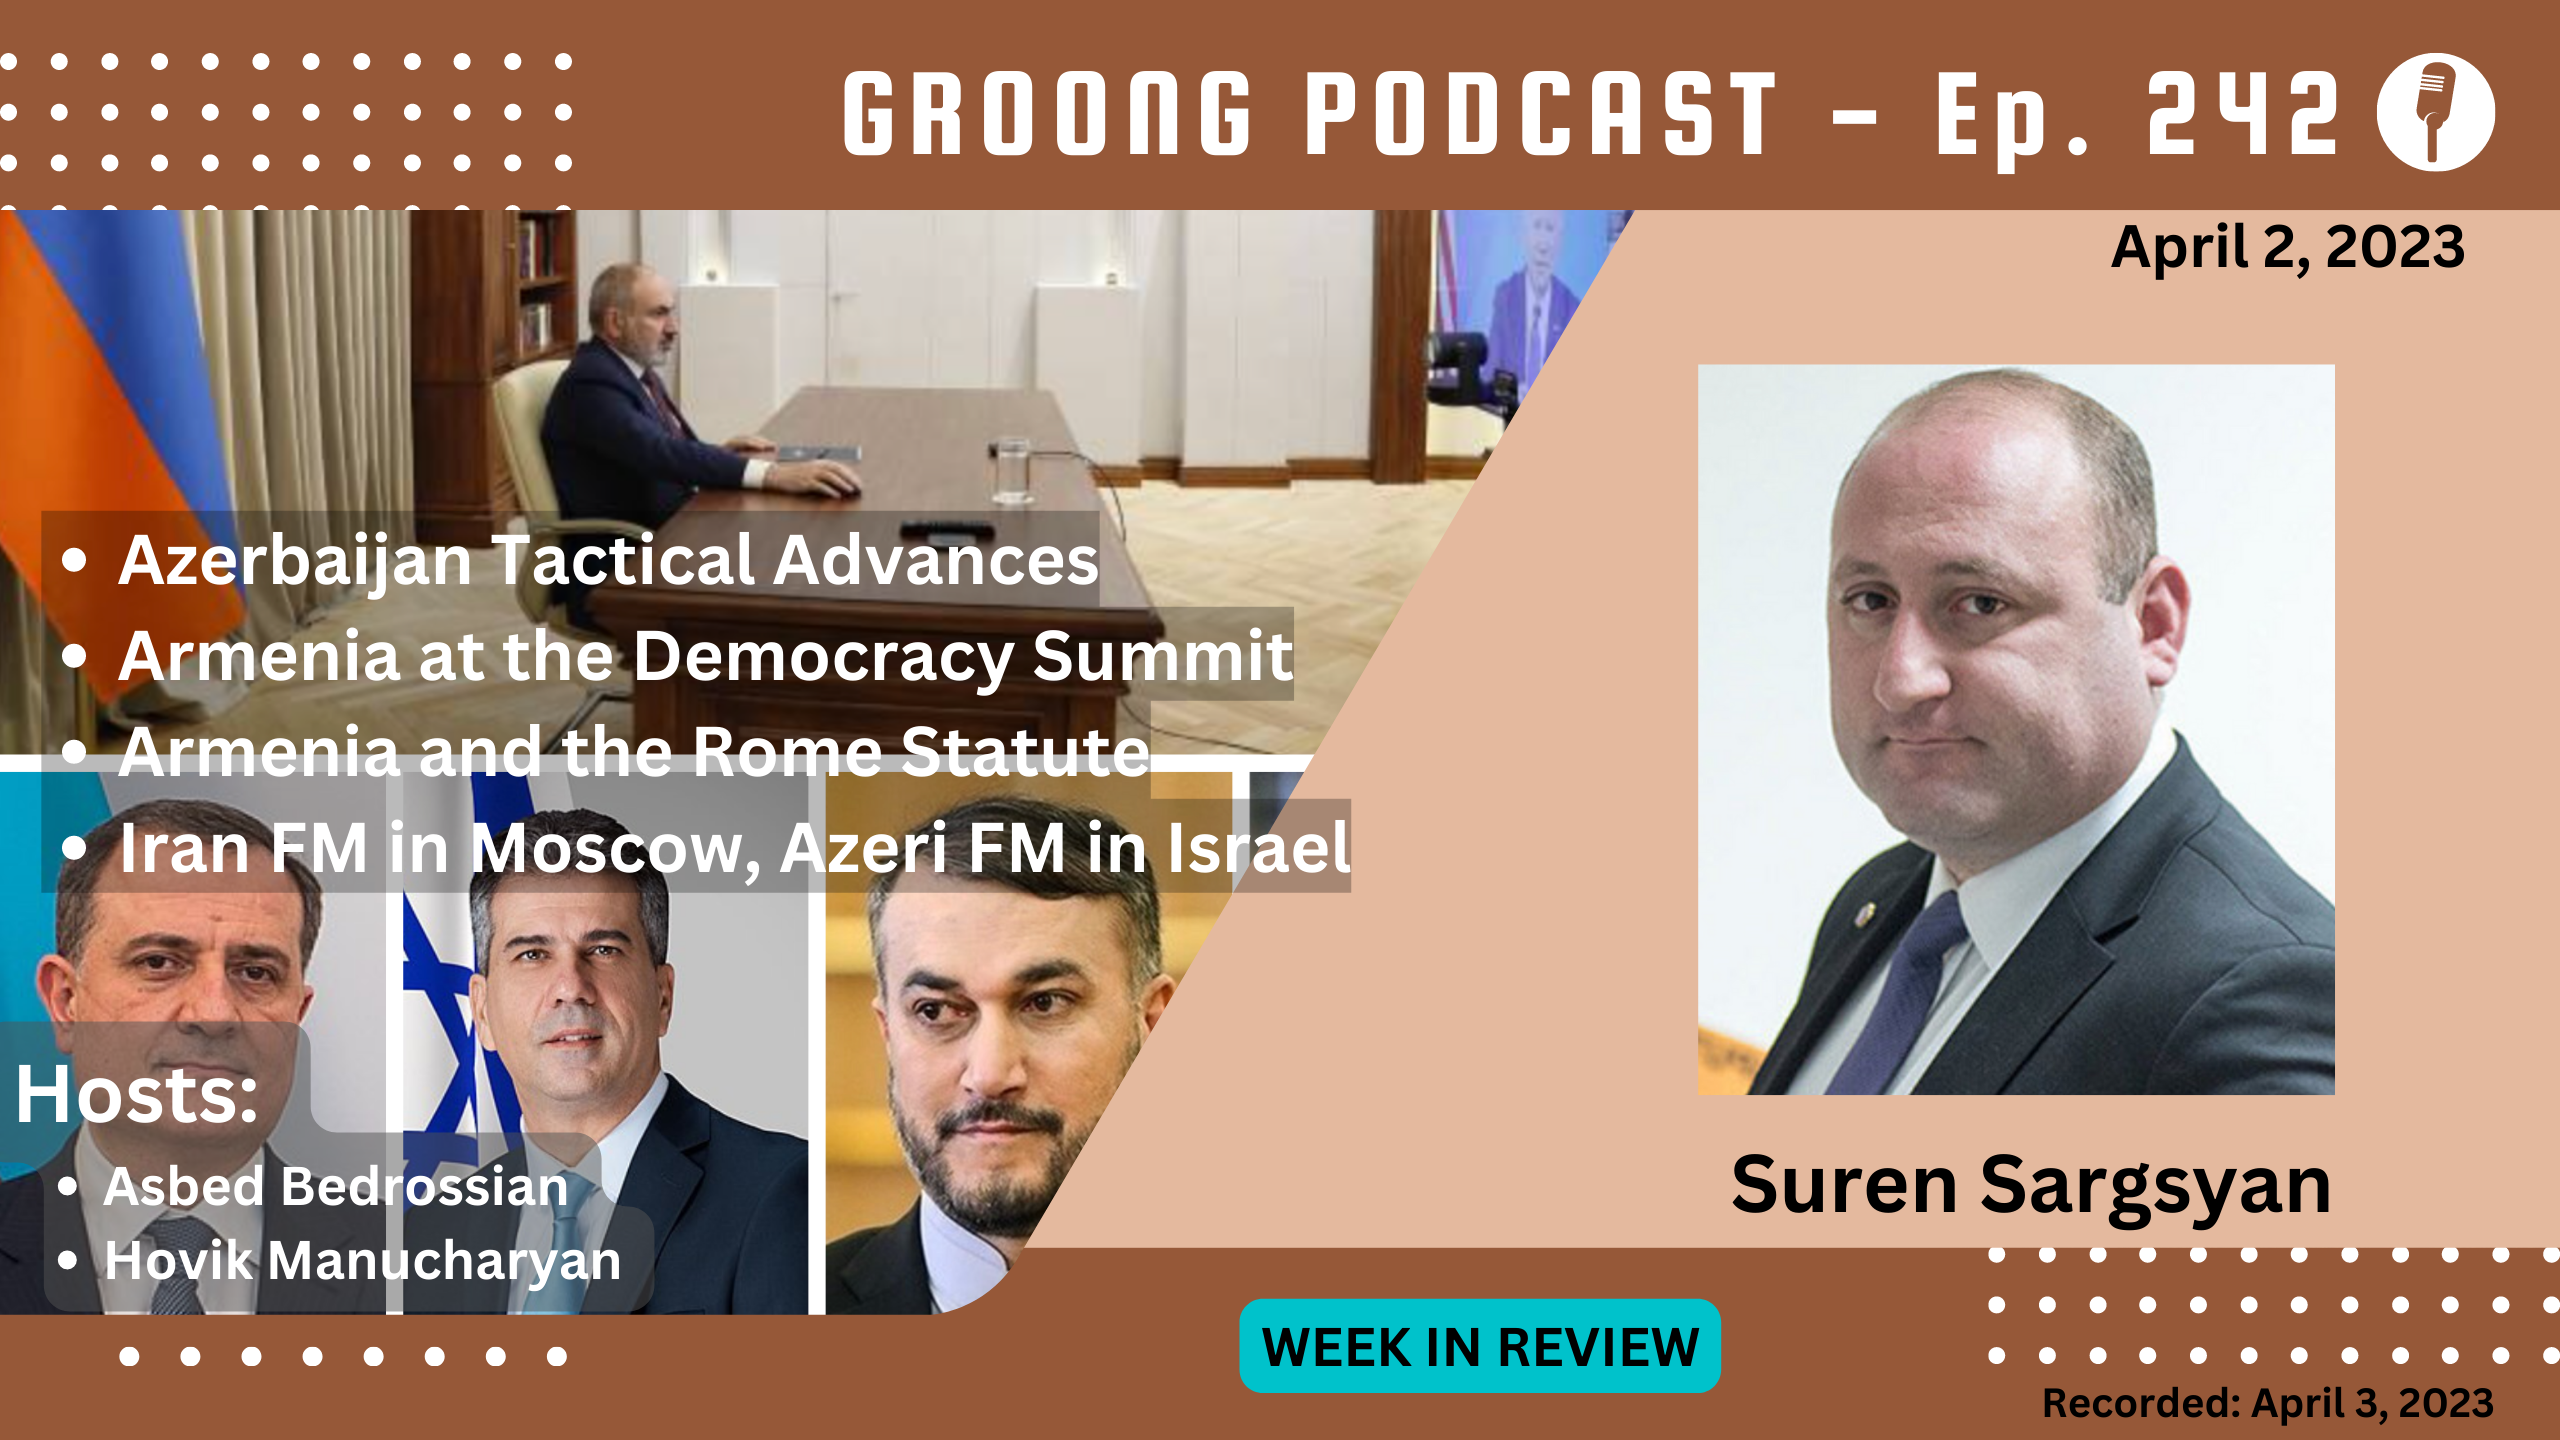 GROONG PODCAST - Ep. 242
April 2, 2023
• Azerbaijan Tactical Advances
• Armenia at the Democracy Summit
• Armenia and the Rome Statute
• Iran FM in Moscow, Azeri FM in Israel
Hosts:
• Asbed Bedrossian
• Hovik Manucharyan
Suren Sargsyan
WEEK IN REVIEW
Recorded: April 3, 2023